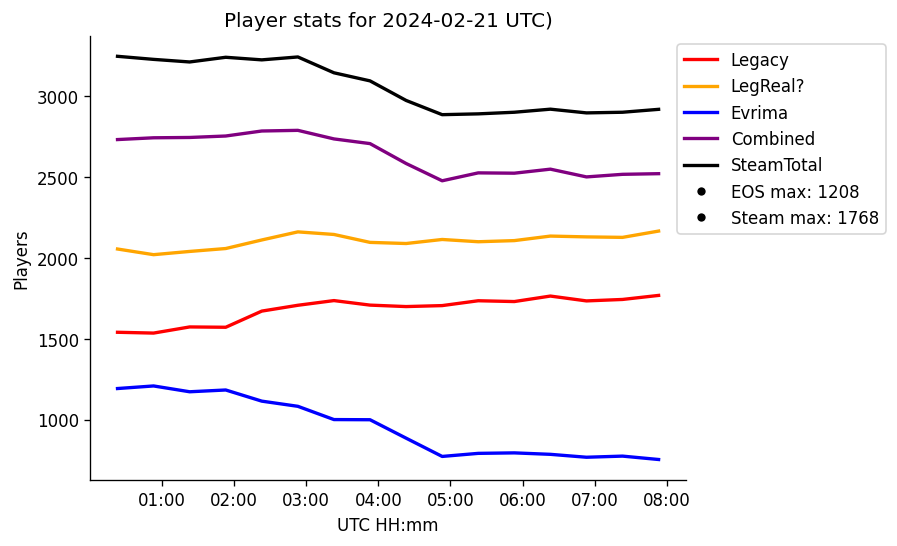 Player stats for 2024-02-21 UTC)
Legacy
LegReal?
Evrima
Combined
SteamTotal
EOS max: 1208
Steam max: 1768
Players
3000
2500
2000
1500
1000
01:00 02:00 03:00 04:00 05:00 06:00 07:00 08:00
UTC HH:mm